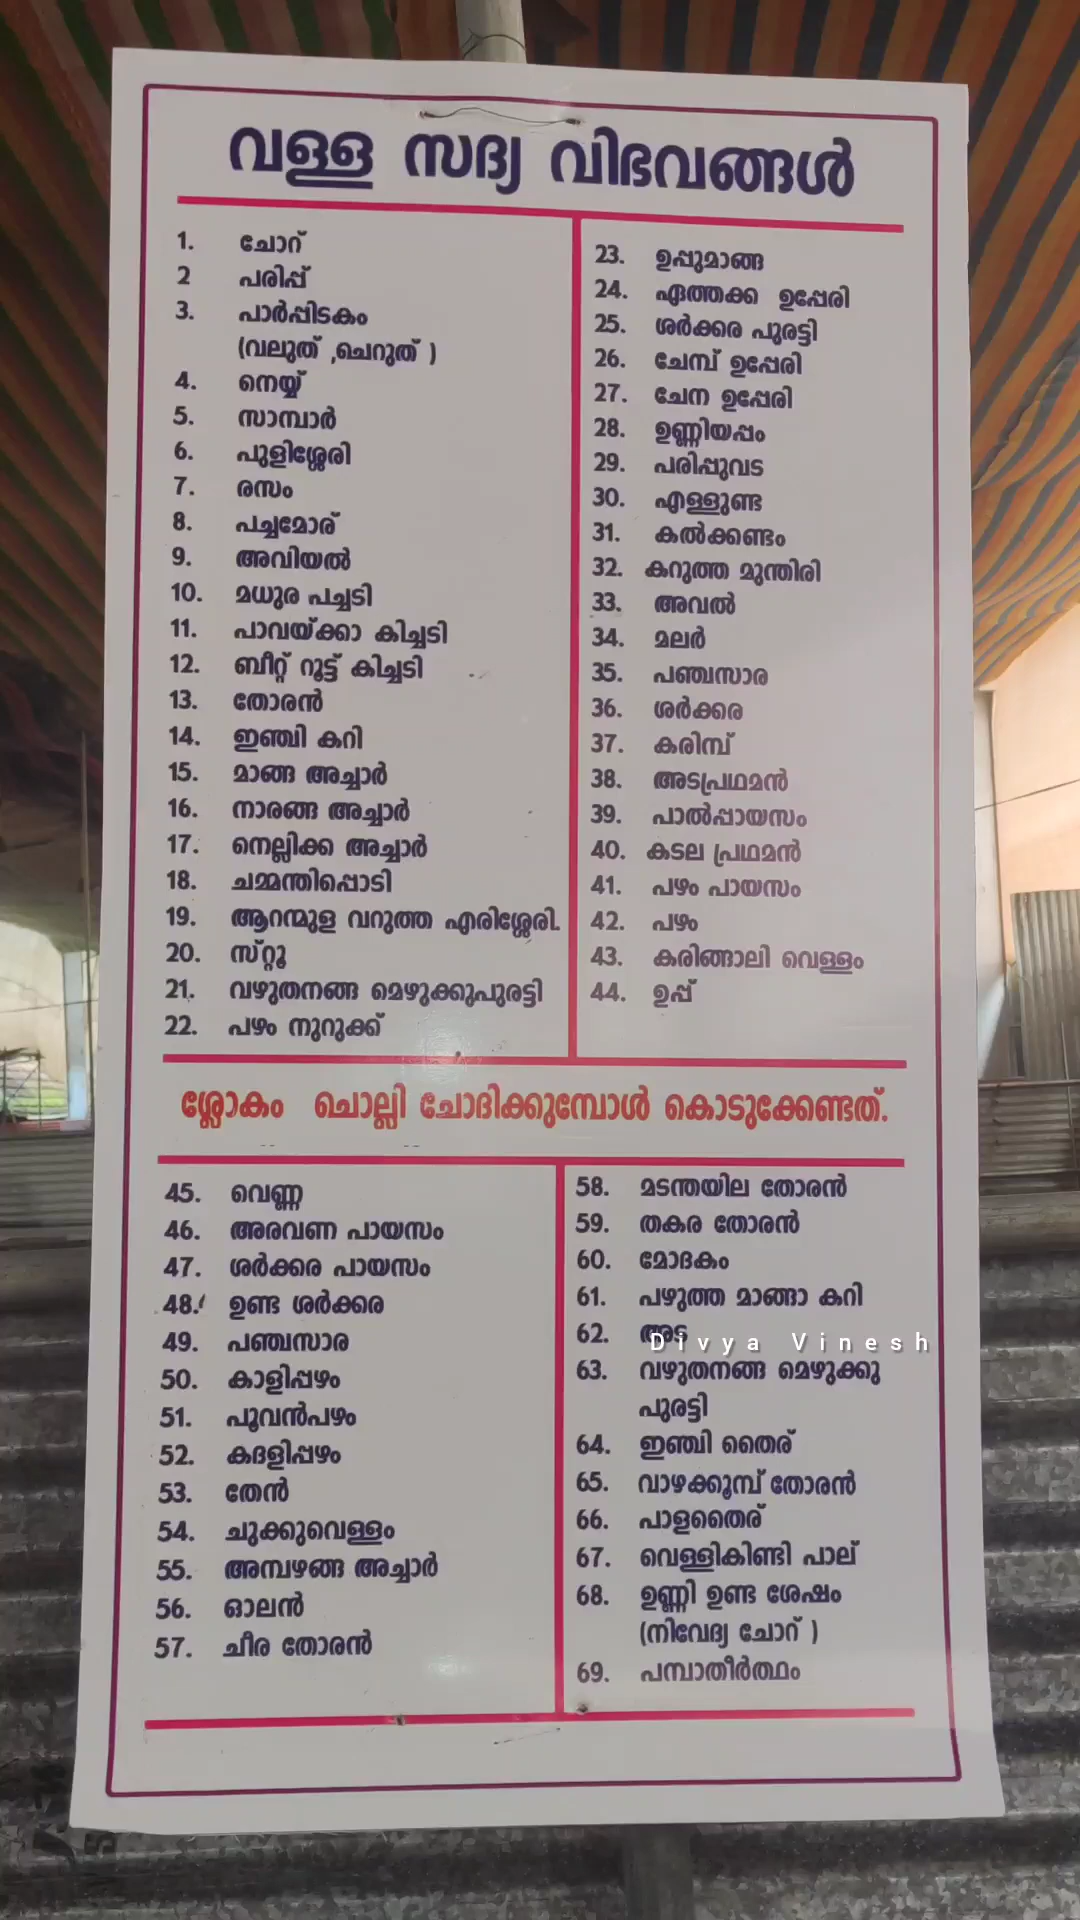 വള്ള സദ്യ വിഭവങ്ങൾ
1. ചോറ്
2 പരിപ്പ്
3. പാർപ്പിടകം
(വലുത് ,ചെറുത് )
4. നെയ്യ്
5. സാമ്പാർ
6. പുളിശ്ശേരി
7. രസം
8. പച്ചമോര്
9. അവിയൽ
10. മധുര പച്ചടി
11. പാവയ്ക്കാ കിച്ചടി
12. ബീറ്റ് റൂട്ട് കിച്ചടി
13. തോരൻ
14. ഇഞ്ചി കറി
15. മാങ്ങ അച്ചാർ
16. നാരങ്ങ അച്ചാർ
17. നെല്ലിക്ക അച്ചാർ
18. ചമ്മന്തിപ്പൊടി
19. ആറന്മുള വറുത്ത എരിശ്ശേരി.
20. സ്റ്റൂ
21. വഴുതനങ്ങ മെഴുക്കുപുരട്ടി
22. പഴം നുറുക്ക്
23. ഉപ്പുമാങ്ങ
24. ഏത്തക്ക ഉപ്പേരി
25. ശർക്കര പുരട്ടി
26. ചേമ്പ് ഉപ്പേരി
27. ചേന ഉപ്പേരി
28. ഉണ്ണിയപ്പം
29. പരിപ്പുവട
30. എള്ളുണ്ട
31. കൽക്കണ്ടം
32. കറുത്ത മുന്തിരി
33. അവൽ
34. മലർ
35. പഞ്ചസാര
36. ശർക്കര
37. കരിമ്പ്
38. അടപ്രഥമൻ
39. പാൽപ്പായസം
40. കടല പ്രഥമൻ
41. പഴം പായസം
42. പഴം
43. കരിങ്ങാലി വെള്ളം
44. ഉപ്പ്
ശ്ലോകം ചൊല്ലി ചോദിക്കുമ്പോൾ കൊടുക്കേണ്ടത്.
45. വെണ്ണ
46. അരവണ പായസം
47. ശർക്കര പായസം
48. ഉണ്ട ശർക്കര
49. പഞ്ചസാര
50. കാളിപ്പഴം
51. പൂവൻപഴം
52. കദളിപ്പഴം
53. തേൻ
54. ചുക്കുവെള്ളം
55. അമ്പഴങ്ങ അച്ചാർ
56. ഓലൻ
57. ചീര തോരൻ
58. മടന്തയില തോരൻ
59. തകര തോരൻ
60. മോദകം
61. പഴുത്ത മാങ്ങാ കറി
62. അട
Divya Vinesh
63. വഴുതനങ്ങ മെഴുക്കു
പുരട്ടി
64. ഇഞ്ചി തൈര്
65. വാഴക്കൂമ്പ് തോരൻ
66. പാളതൈര്
67. വെള്ളികിണ്ടി പാല്
68. ഉണ്ണി ഉണ്ട ശേഷം
(നിവേദ്യ ചോറ് )
69. പമ്പാതീർത്ഥം